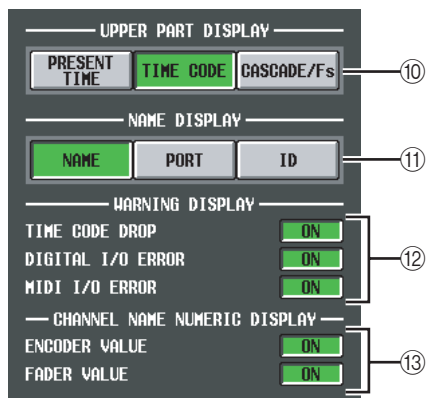 UPPER PART DISPLAY
PRESENT TIME
TIME CODE
CASCADE/Fs
⑩
NAME DISPLAY
NAME
PORT
ID
⑪
WARNING DISPLAY
TIME CODE DROP ON
DIGITAL I/O ERROR ON
MIDI I/O ERROR ON
⑫
CHANNEL NAME NUMERIC DISPLAY
ENCODER VALUE ON
FADER VALUE ON
⑬